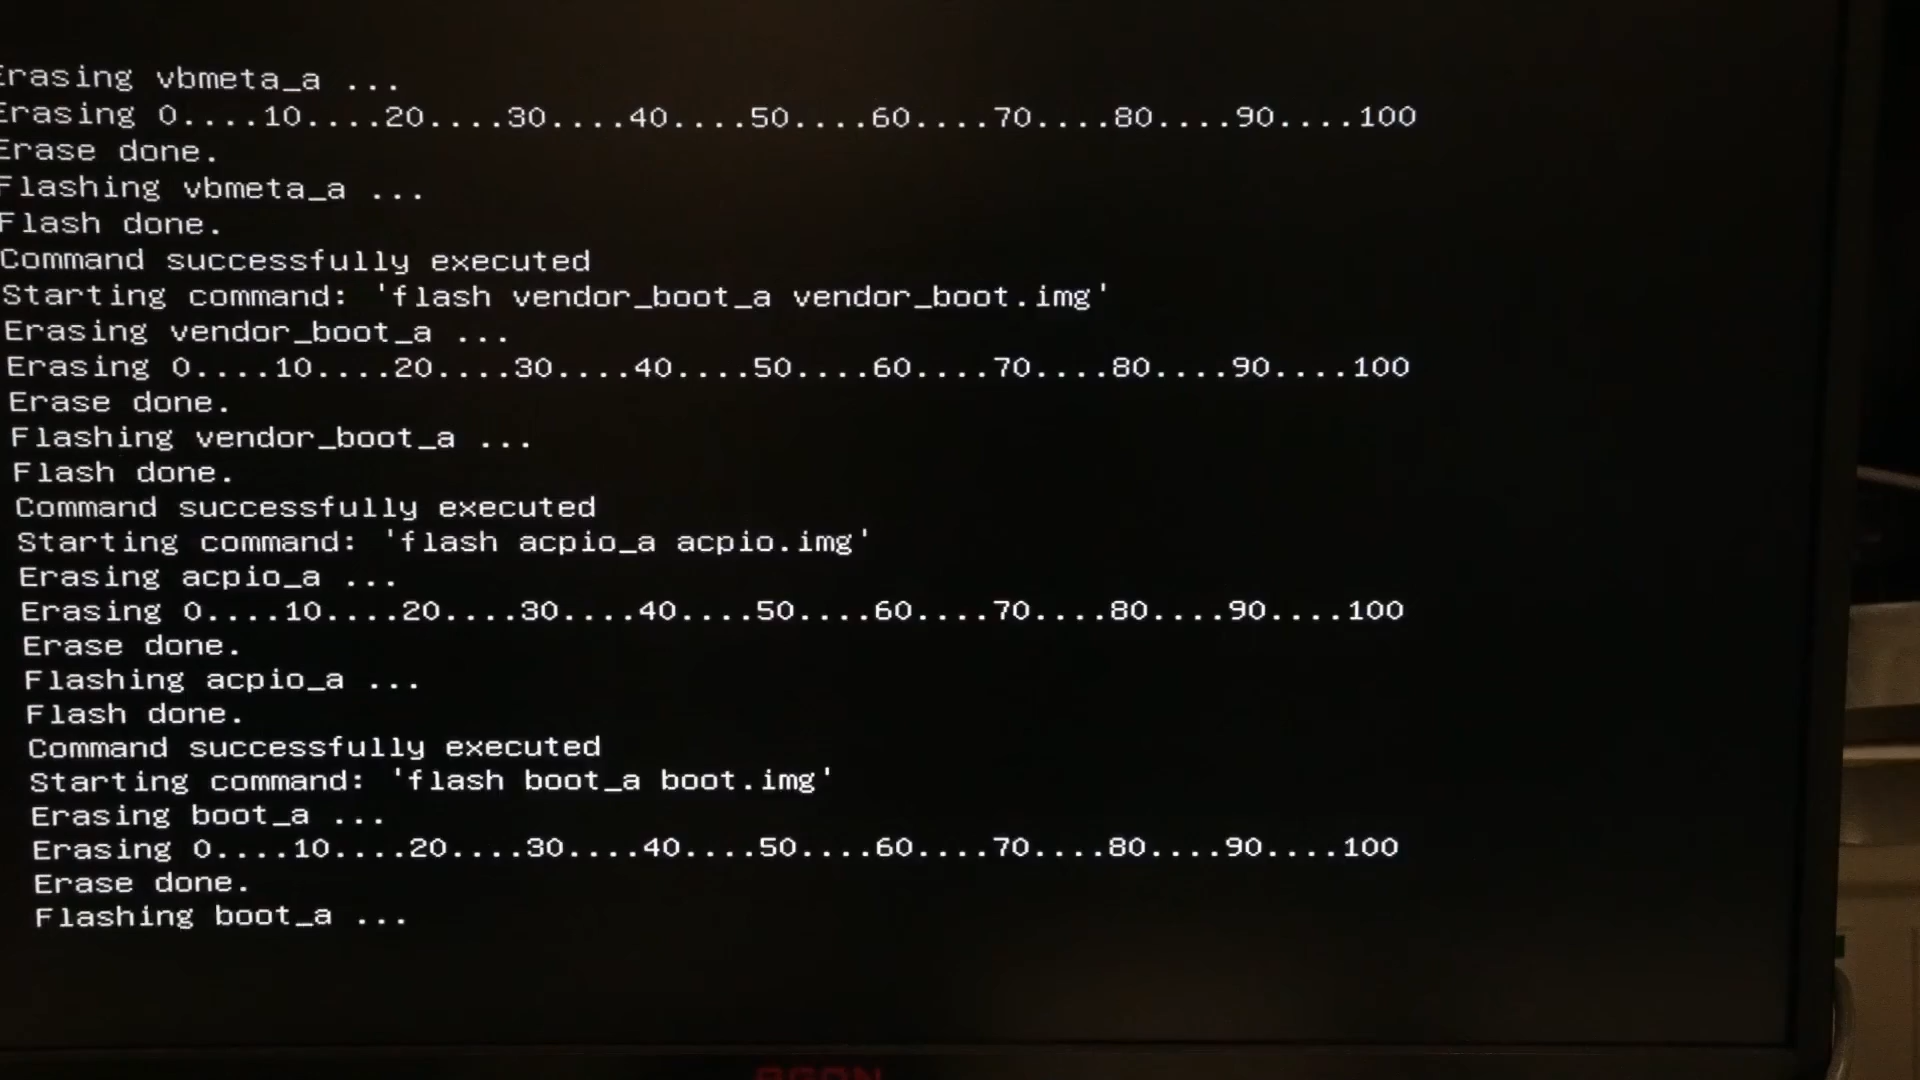 Erasing vbmeta_a ...
Erasing 0....10....20....30....40....50....60....70....80....90....100
Erase done.
Flashing vbmeta_a ...
Flash done.
Command successfully executed
Starting command: 'flash vendor_boot_a vendor_boot.img'
Erasing vendor_boot_a ...
Erasing 0....10....20....30....40....50....60....70....80....90....100
Erase done.
Flashing vendor_boot_a ...
Flash done.
Command successfully executed
Starting command: 'flash acpio_a acpio.img'
Erasing acpio_a ...
Erasing 0....10....20....30....40....50....60....70....80....90....100
Erase done.
Flashing acpio_a ...
Flash done.
Command successfully executed
Starting command: 'flash boot_a boot.img'
Erasing boot_a ...
Erasing 0....10....20....30....40....50....60....70....80....90....100
Erase done.
Flashing boot_a ...